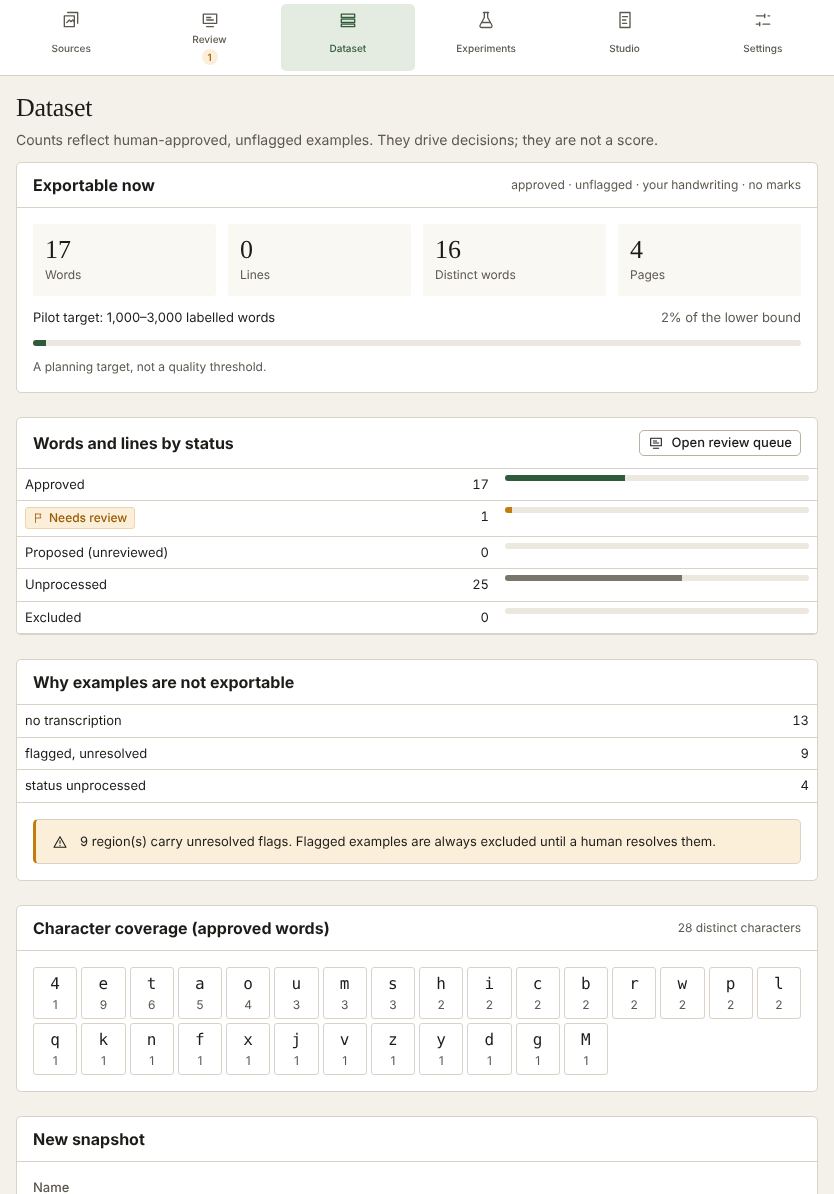 Sources
Review
1
Dataset
Experiments
Studio
Settings
Dataset
Counts reflect human-approved, unflagged examples. They drive decisions; they are not a score.
Exportable now
approved · unflagged · your handwriting · no marks
17
Words
0
Lines
16
Distinct words
4
Pages
Pilot target: 1,000–3,000 labelled words
2% of the lower bound
A planning target, not a quality threshold.
Words and lines by status
Open review queue
Approved 17
Needs review 1
Proposed (unreviewed) 0
Unprocessed 25
Excluded 0
Why examples are not exportable
no transcription 13
flagged, unresolved 9
status unprocessed 4
9 region(s) carry unresolved flags. Flagged examples are always excluded until a human resolves them.
Character coverage (approved words)
28 distinct characters
4 e t a o u m s h i c b r w p l
1 9 6 5 4 3 3 3 2 2 2 2 2 2 2 2
q k n f x j v z y d g M
1 1 1 1 1 1 1 1 1 1 1 1
New snapshot
Name